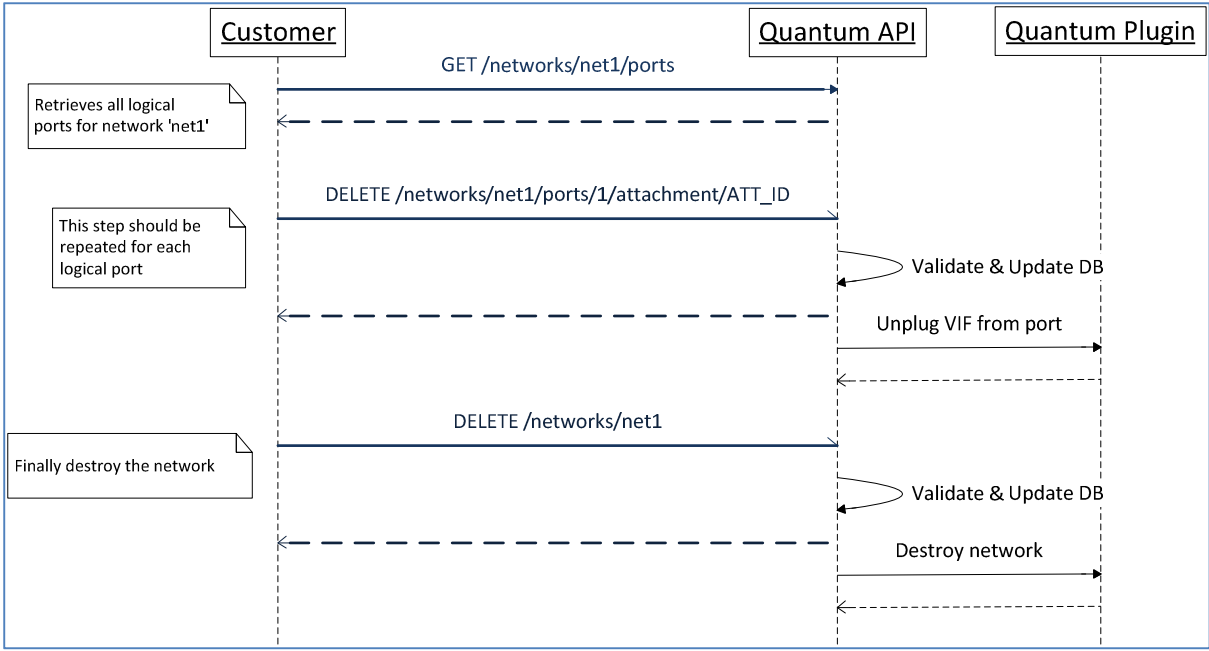 Customer
Quantum API
Quantum Plugin
GET /networks/net1/ports
Retrieves all logical
ports for network 'net1'
DELETE /networks/net1/ports/1/attachment/ATT_ID
This step should be
repeated for each
logical port
Validate & Update DB
Unplug VIF from port
DELETE /networks/net1
Finally destroy the network
Validate & Update DB
Destroy network